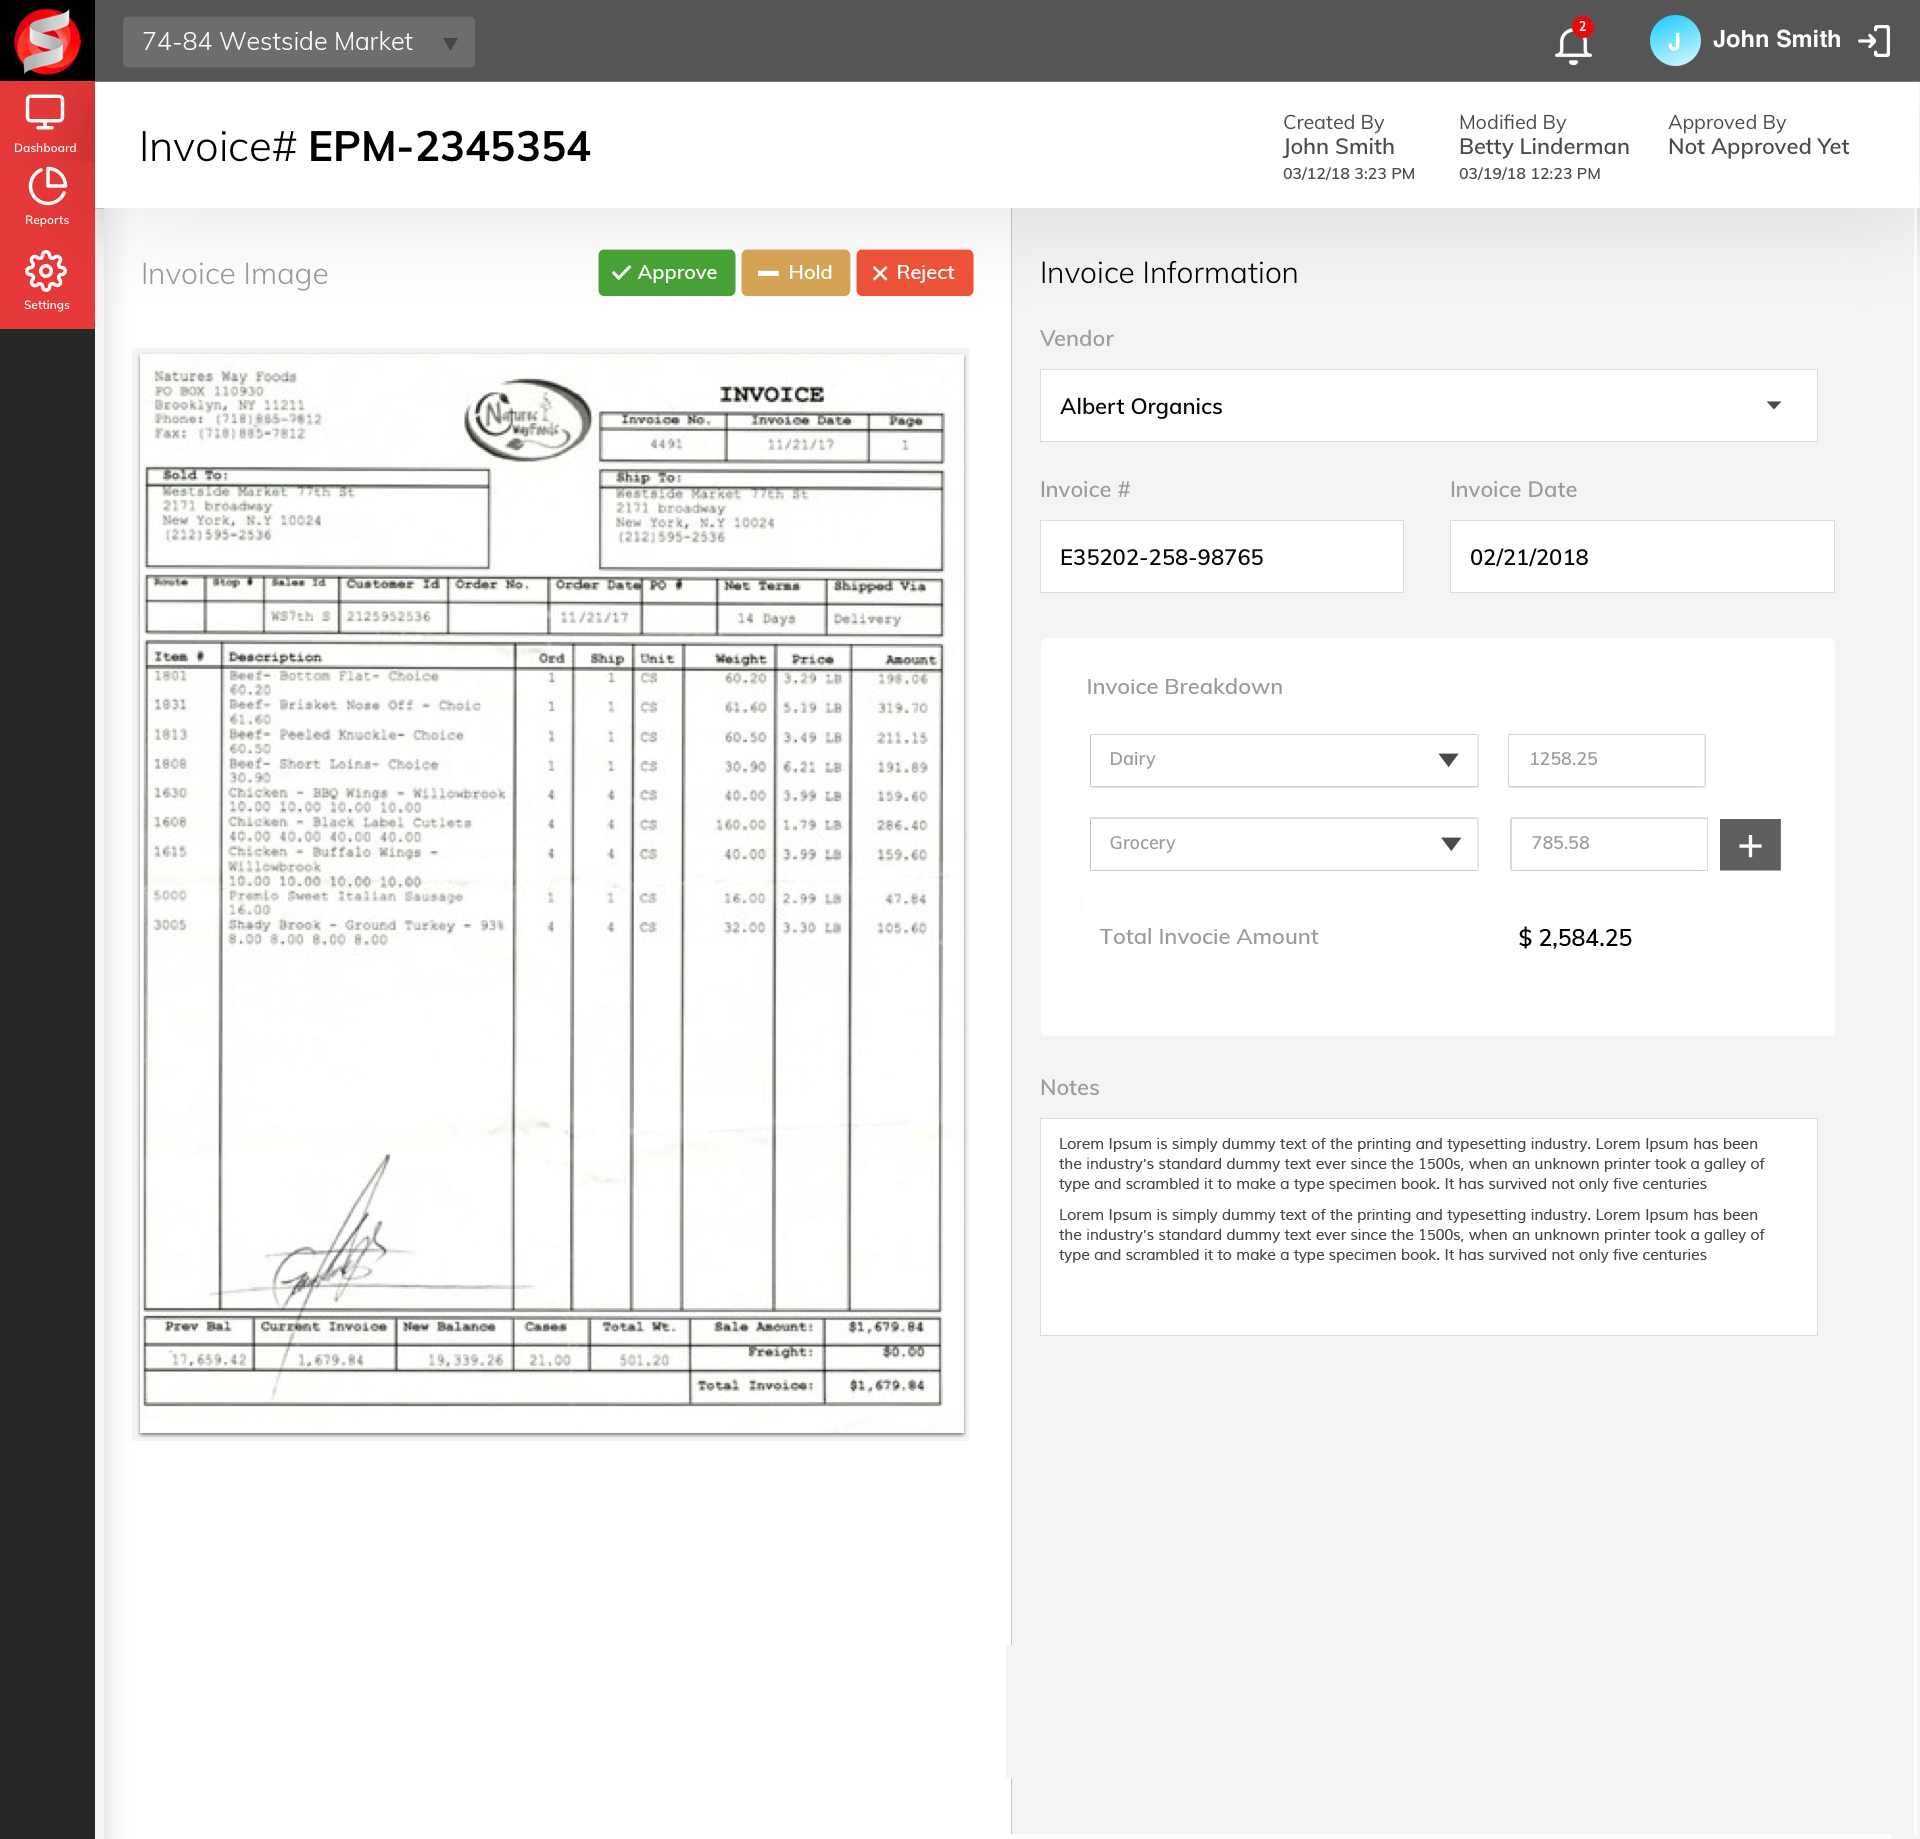 74-84 Westside Market
2
J
John Smith
Dashboard
Reports
Settings
Invoice# EPM-2345354
Created By
John Smith
03/12/18 3:23 PM
Modified By
Betty Linderman
03/19/18 12:23 PM
Approved By
Not Approved Yet
Invoice Image
Approve
Hold
Reject
Natures Way Foods
PO BOX 110930
Brooklyn, NY 11211
Phone: (718)885-7812
Fax: (718)885-7812
Natures
WayFoods
INVOICE
Invoice No. Invoice Date Page
4491 11/21/17 1
Sold To:
Westside Market 77th St
2171 broadway
New York, N.Y 10024
(212)595-2536
Ship To:
Westside Market 77th St
2171 broadway
New York, N.Y 10024
(212)595-2536
Route Stop # Sales Id Customer Id Order No. Order Date PO # Net Terms Shipped Via
WS7th S 2125952536 11/21/17 14 Days Delivery
Item # Description Ord Ship Unit Weight Price Amount
1801 Beef- Bottom Flat- Choice 1 1 CS 60.20 3.29 LB 198.06
60.20
1831 Beef- Brisket Nose Off - Choic 1 1 CS 61.60 5.19 LB 319.70
61.60
1813 Beef- Peeled Knuckle- Choice 1 1 CS 60.50 3.49 LB 211.15
60.50
1808 Beef- Short Loins- Choice 1 1 CS 30.90 6.21 LB 191.89
30.90
1630 Chicken - BBQ Wings - Willowbrook 4 4 CS 40.00 3.99 LB 159.60
10.00 10.00 10.00 10.00
1608 Chicken - Black Label Cutlets 4 4 CS 160.00 1.79 LB 286.40
40.00 40.00 40.00 40.00
1615 Chicken - Buffalo Wings - 4 4 CS 40.00 3.99 LB 159.60
Willowbrook
10.00 10.00 10.00 10.00
5000 Premio Sweet Italian Sausage 1 1 CS 16.00 2.99 LB 47.84
16.00
3005 Shady Brook - Ground Turkey - 93% 4 4 CS 32.00 3.30 LB 105.60
8.00 8.00 8.00 8.00
Prev Bal Current Invoice New Balance Cases Total Wt. Sale Amount: $1,679.84
17,659.42 1,679.84 19,339.26 21.00 501.20 Freight: $0.00
Total Invoice: $1,679.84
Invoice Information
Vendor
Albert Organics
Invoice #
Invoice Date
E35202-258-98765
02/21/2018
Invoice Breakdown
Dairy 1258.25
Grocery 785.58 +
Total Invocie Amount $ 2,584.25
Notes
Lorem Ipsum is simply dummy text of the printing and typesetting industry. Lorem Ipsum has been
the industry's standard dummy text ever since the 1500s, when an unknown printer took a galley of
type and scrambled it to make a type specimen book. It has survived not only five centuries
Lorem Ipsum is simply dummy text of the printing and typesetting industry. Lorem Ipsum has been
the industry's standard dummy text ever since the 1500s, when an unknown printer took a galley of
type and scrambled it to make a type specimen book. It has survived not only five centuries